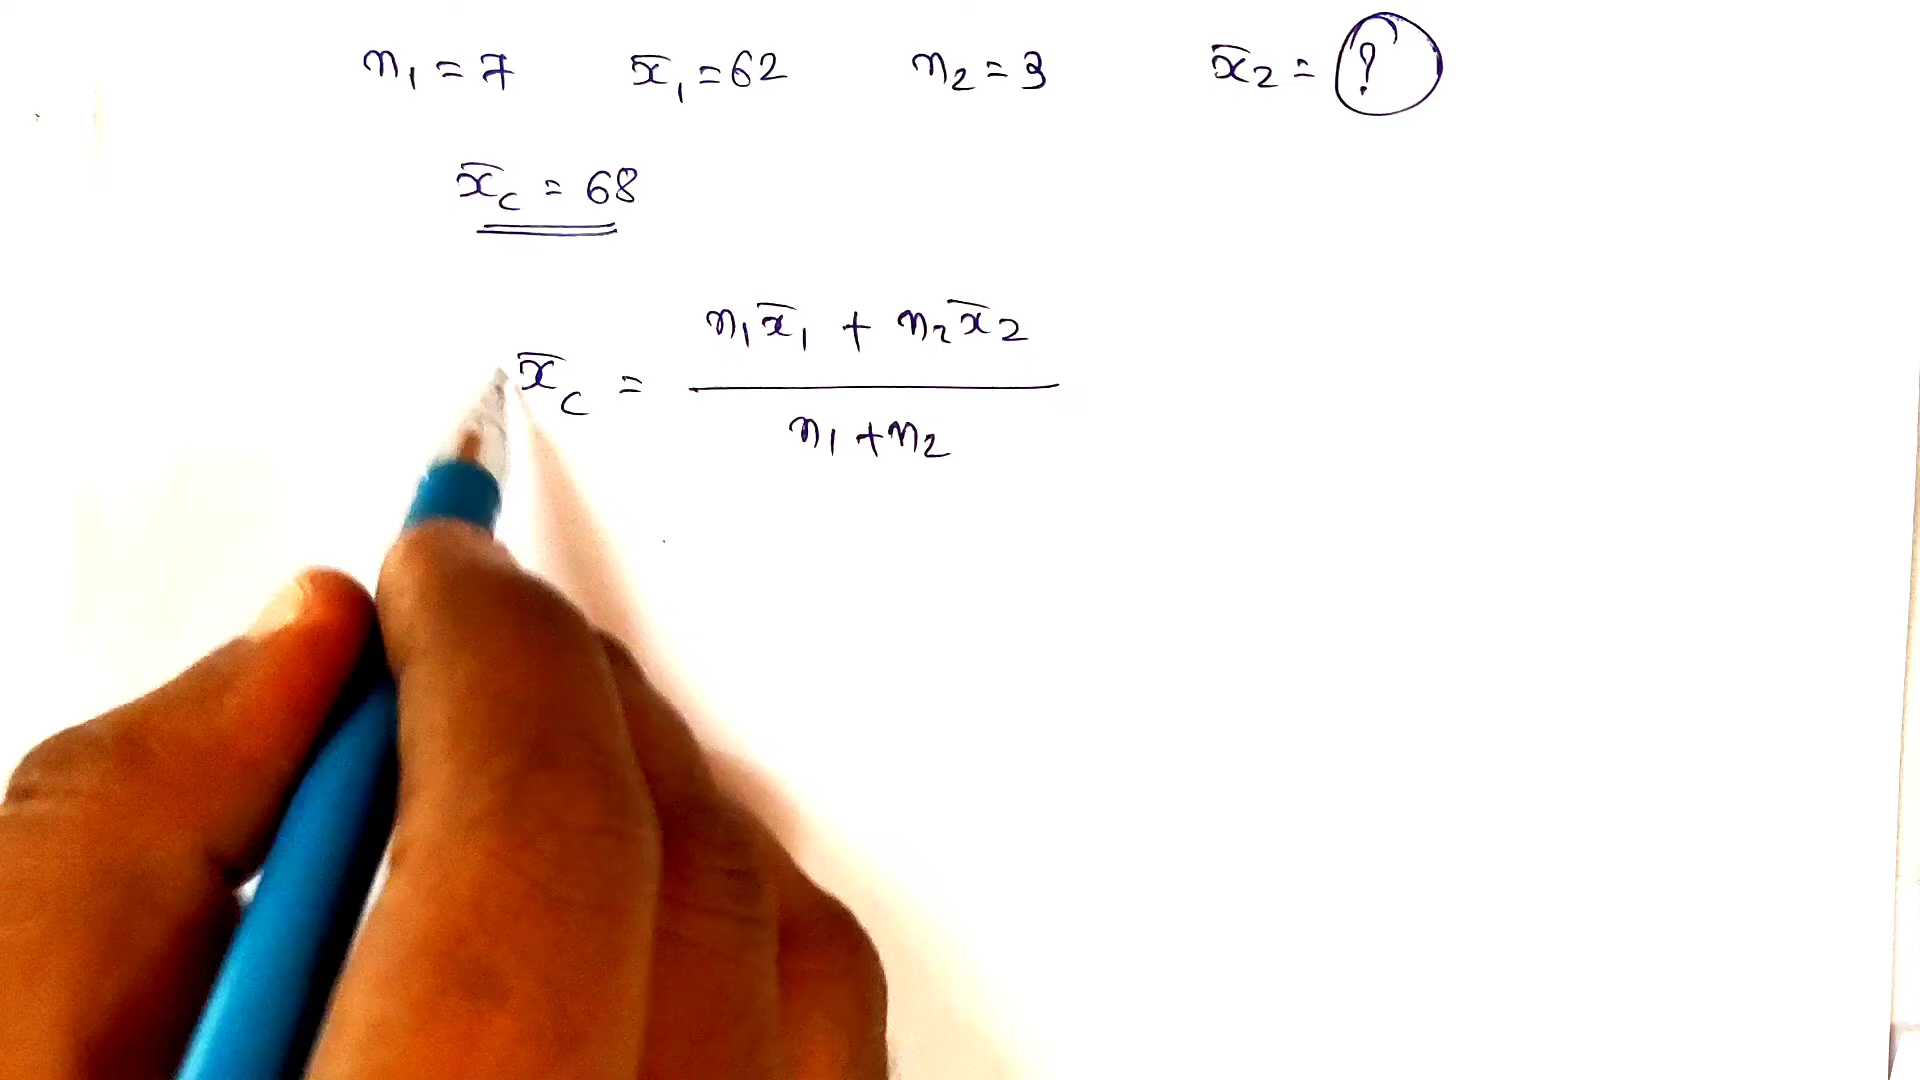 n₁ = 7 x̄₁ = 62 n₂ = 3 x̄₂ = ?
x̄c = 68
x̄c = n₁x̄₁ + n₂x̄₂
n₁ + n₂